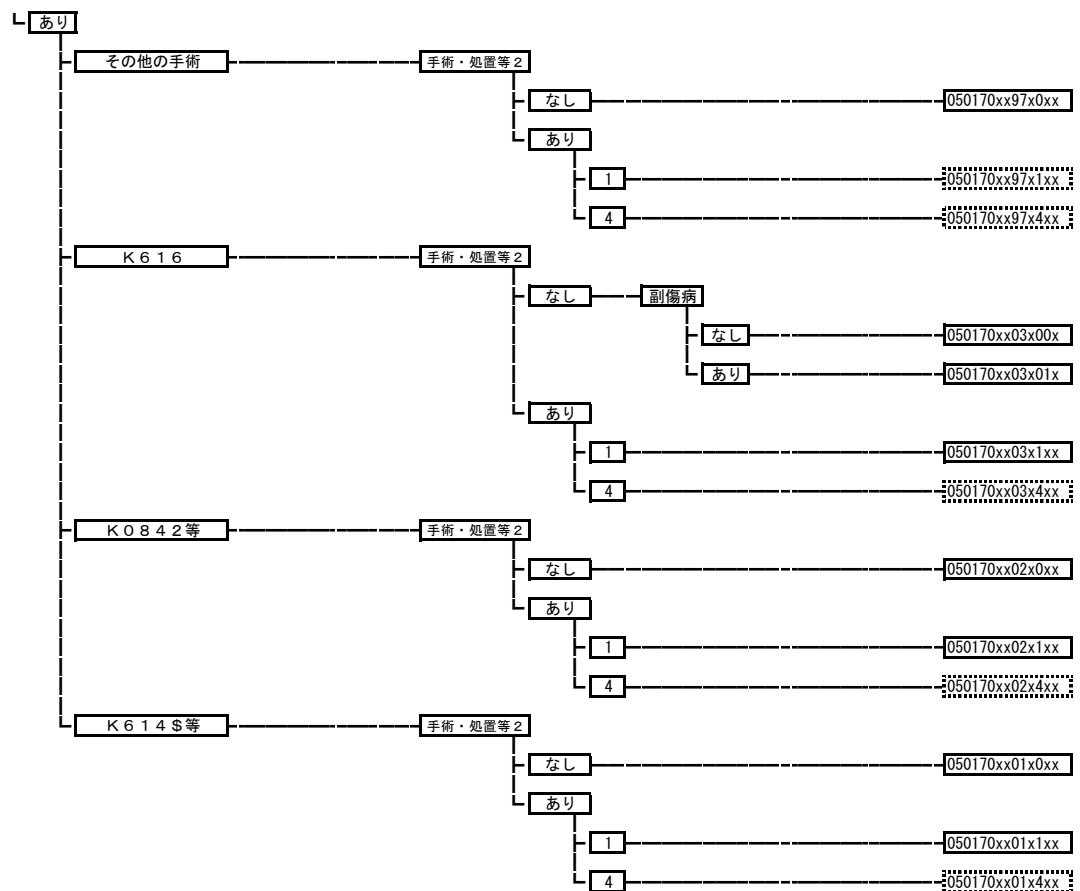 あり
その他の手術 手術・処置等2
なし 050170xx97x0xx
あり
1 050170xx97x1xx
4 050170xx97x4xx
K616 手術・処置等2
なし 副傷病
なし 050170xx03x00x
あり 050170xx03x01x
あり
1 050170xx03x1xx
4 050170xx03x4xx
K0842等 手術・処置等2
なし 050170xx02x0xx
あり
1 050170xx02x1xx
4 050170xx02x4xx
K614$等 手術・処置等2
なし 050170xx01x0xx
あり
1 050170xx01x1xx
4 050170xx01x4xx